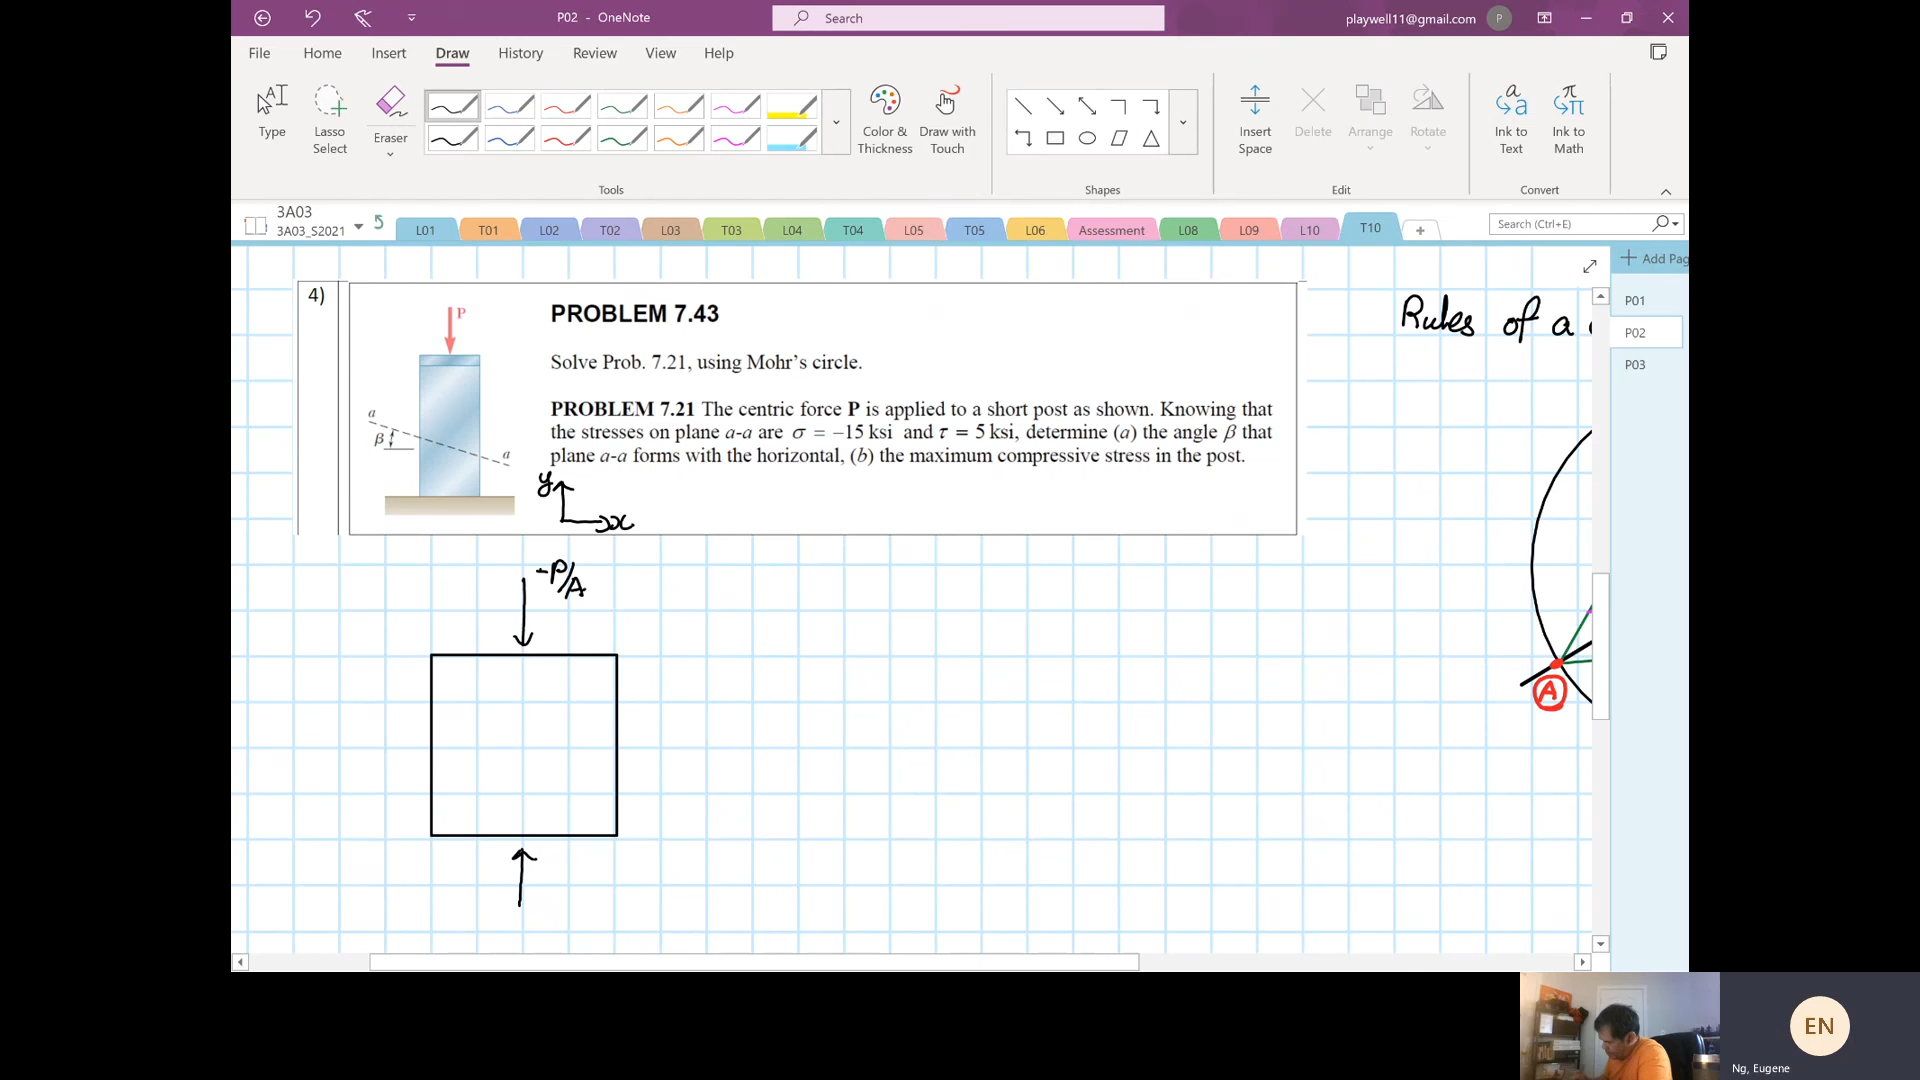 P02 - OneNote
Search
playwell11@gmail.com
P
File Home Insert Draw History Review View Help
Type
Lasso Select
Eraser
Color & Thickness
Draw with Touch
Insert Space
Delete
Arrange
Rotate
Ink to Text
Ink to Math
Tools
Shapes
Edit
Convert
3A03
3A03_S2021
L01 T01 L02 T02 L03 T03 L04 T04 L05 T05 L06 Assessment L08 L09 L10 T10
Search (Ctrl+E)
Add Pag
P01
P02
P03
4)
P
a
β
a
PROBLEM 7.43
Solve Prob. 7.21, using Mohr's circle.
PROBLEM 7.21 The centric force P is applied to a short post as shown. Knowing that
the stresses on plane a-a are σ = −15 ksi and τ = 5 ksi, determine (a) the angle β that
plane a-a forms with the horizontal, (b) the maximum compressive stress in the post.
y
x
-P/A
Rules of a
A
EN
Ng, Eugene